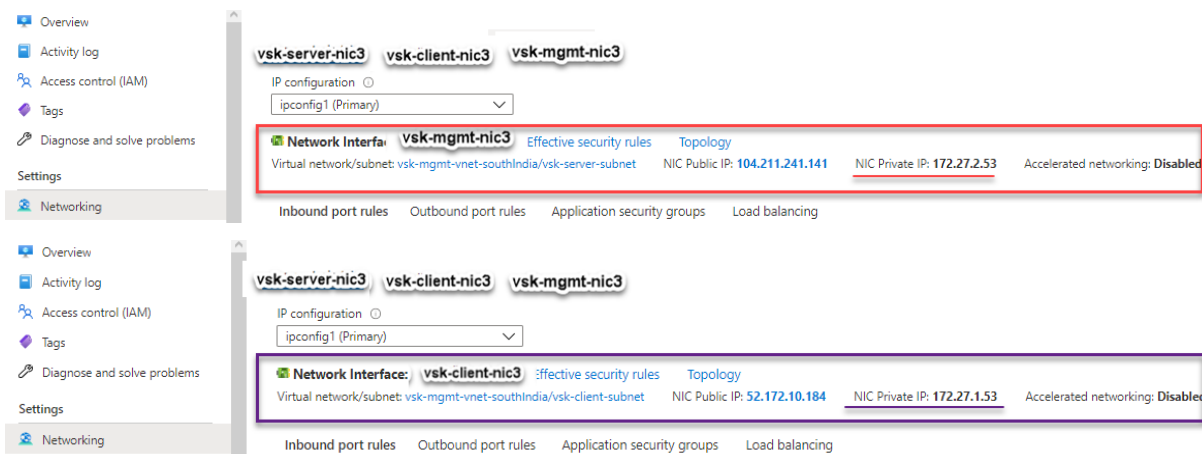 Overview
Activity log
Access control (IAM)
Tags
Diagnose and solve problems
Settings
Networking
vsk-server-nic3 vsk-client-nic3 vsk-mgmt-nic3
IP configuration
ipconfig1 (Primary)
Network Interfa vsk-mgmt-nic3 Effective security rules Topology
Virtual network/subnet: vsk-mgmt-vnet-southIndia/vsk-server-subnet NIC Public IP: 104.211.241.141 NIC Private IP: 172.27.2.53 Accelerated networking: Disabled
Inbound port rules Outbound port rules Application security groups Load balancing
Overview
Activity log
Access control (IAM)
Tags
Diagnose and solve problems
Settings
Networking
vsk-server-nic3 vsk-client-nic3 vsk-mgmt-nic3
IP configuration
ipconfig1 (Primary)
Network Interface: vsk-client-nic3 Effective security rules Topology
Virtual network/subnet: vsk-mgmt-vnet-southIndia/vsk-client-subnet NIC Public IP: 52.172.10.184 NIC Private IP: 172.27.1.53 Accelerated networking: Disabled
Inbound port rules Outbound port rules Application security groups Load balancing